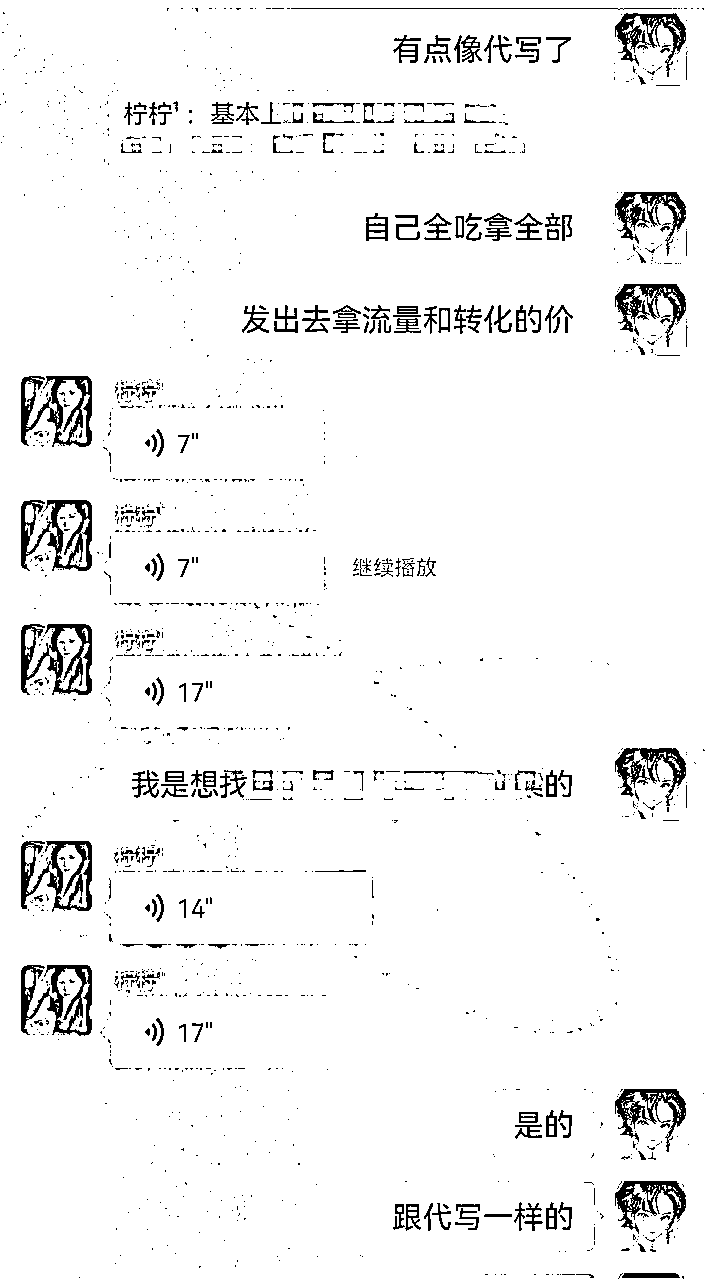 有点像代写了
柠柠¹：基本上
自己全吃拿全部
发出去拿流量和转化的价
柠柠¹
7"
柠柠¹
7"
继续播放
柠柠¹
17"
我是想找 的
柠柠¹
14"
柠柠¹
17"
是的
跟代写一样的